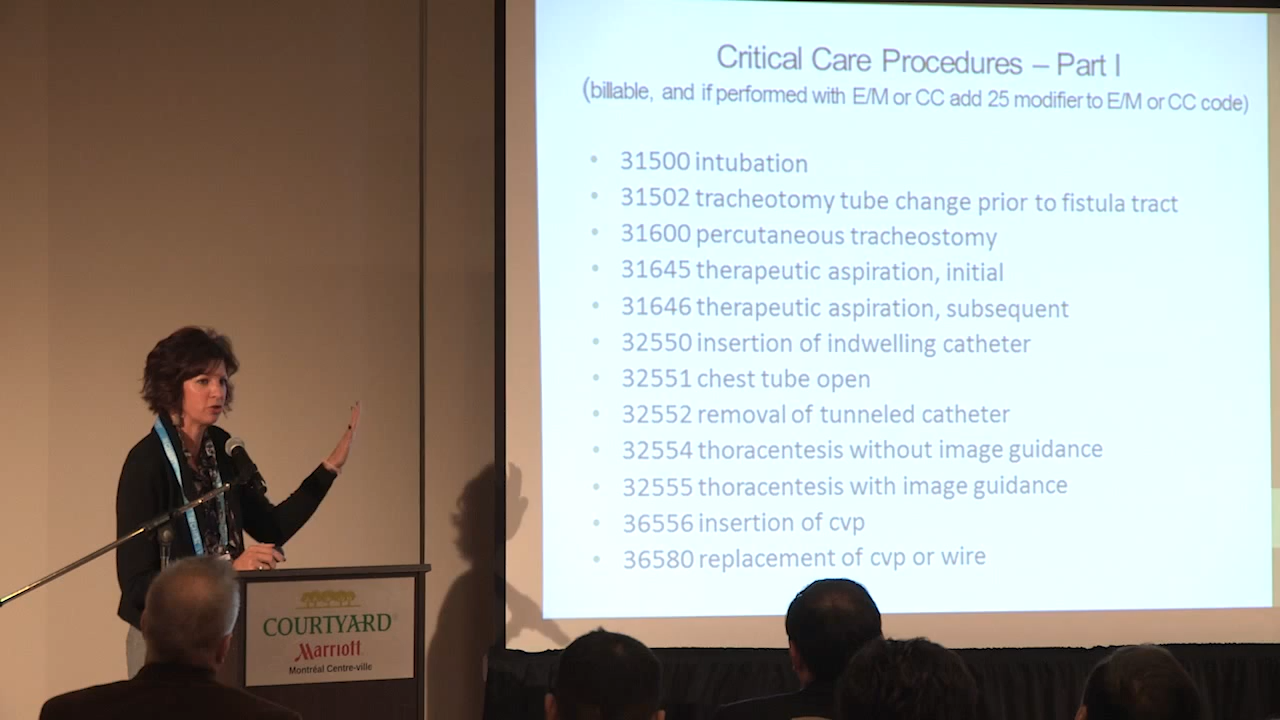 Critical Care Procedures – Part I
(billable, and if performed with E/M or CC add 25 modifier to E/M or CC code)
• 31500 intubation
• 31502 tracheotomy tube change prior to fistula tract
• 31600 percutaneous tracheostomy
• 31645 therapeutic aspiration, initial
• 31646 therapeutic aspiration, subsequent
• 32550 insertion of indwelling catheter
• 32551 chest tube open
• 32552 removal of tunneled catheter
• 32554 thoracentesis without image guidance
• 32555 thoracentesis with image guidance
• 36556 insertion of cvp
• 36580 replacement of cvp or wire
COURTYARD®
Marriott
Montréal Centre-ville